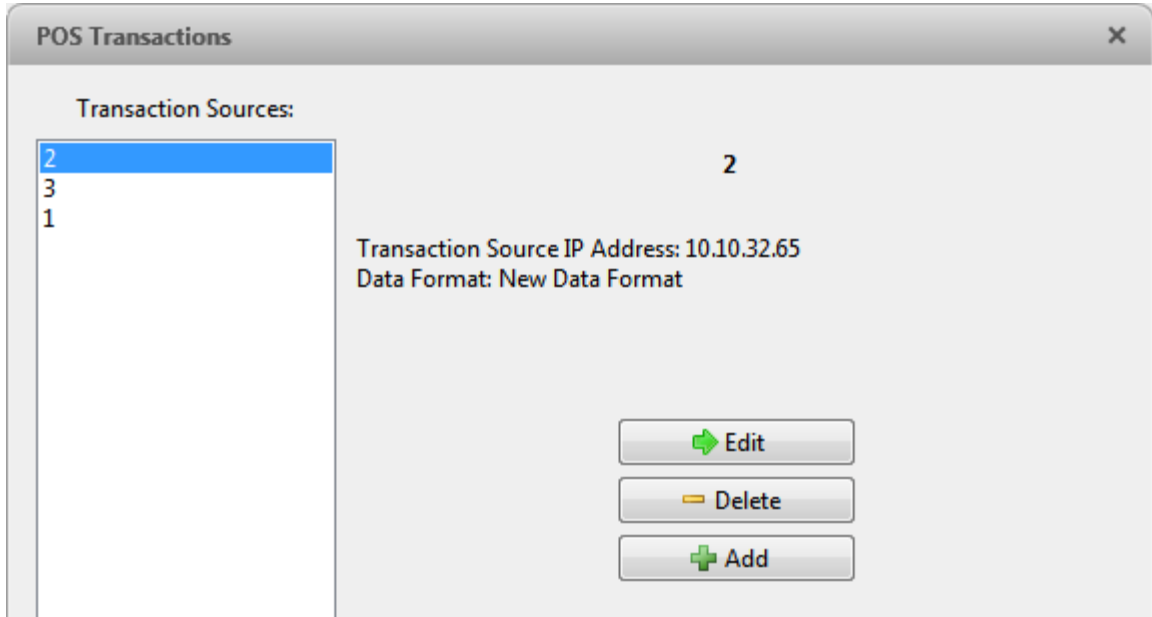 POS Transactions
Transaction Sources:
2
3
1
2
Transaction Source IP Address: 10.10.32.65
Data Format: New Data Format
Edit
Delete
Add